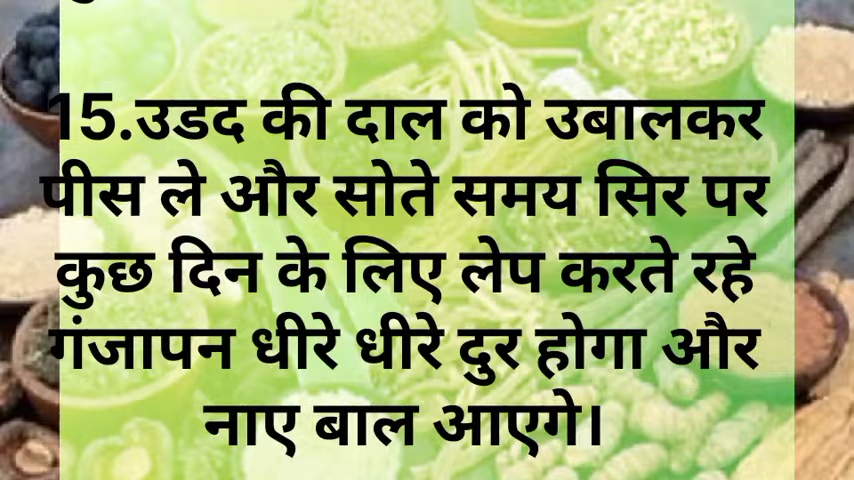 15.उडद की दाल को उबालकर
पीस ले और सोते समय सिर पर
कुछ दिन के लिए लेप करते रहे
गंजापन धीरे धीरे दुर होगा और
नाए बाल आएगे।